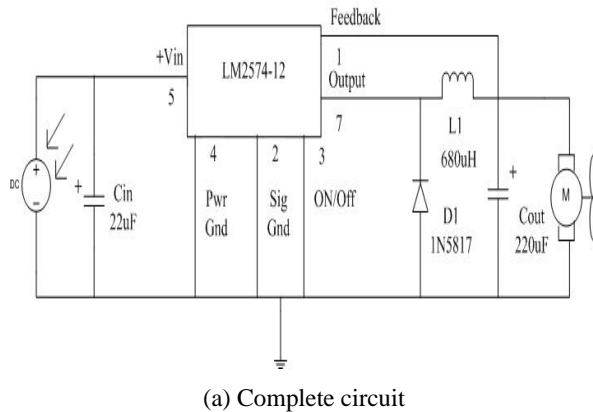 Feedback
+Vin
LM2574-12
1
Output
5
7
L1
680uH
4
2
3
+
+
DC
+
-
Cin
22uF
Pwr
Gnd
Sig
Gnd
ON/Off
D1
1N5817
Cout
220uF
M
(a) Complete circuit